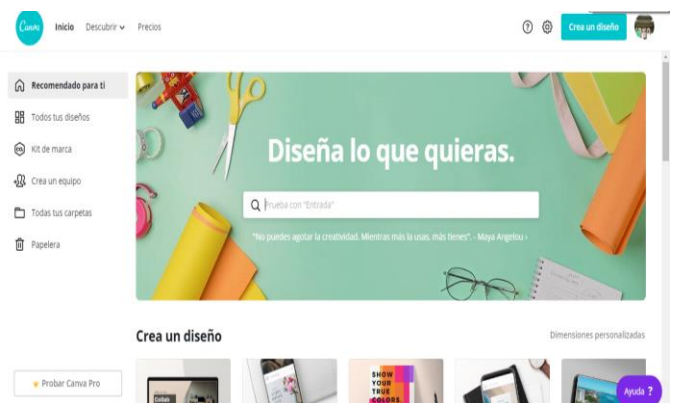 Canva
Inicio
Descubrir
Precios
Crea un diseño
Recomendado para ti
Todos tus diseños
Kit de marca
Crea un equipo
Todas tus carpetas
Papelera
Probar Canva Pro
Diseña lo que quieras.
Prueba con "Entrada"
"No puedes agotar la creatividad. Mientras más la usas, más tienes". - Maya Angelou ›
Crea un diseño
Dimensiones personalizadas
Collab
SHOW
YOUR
TRUE
COLORS
Ayuda ?